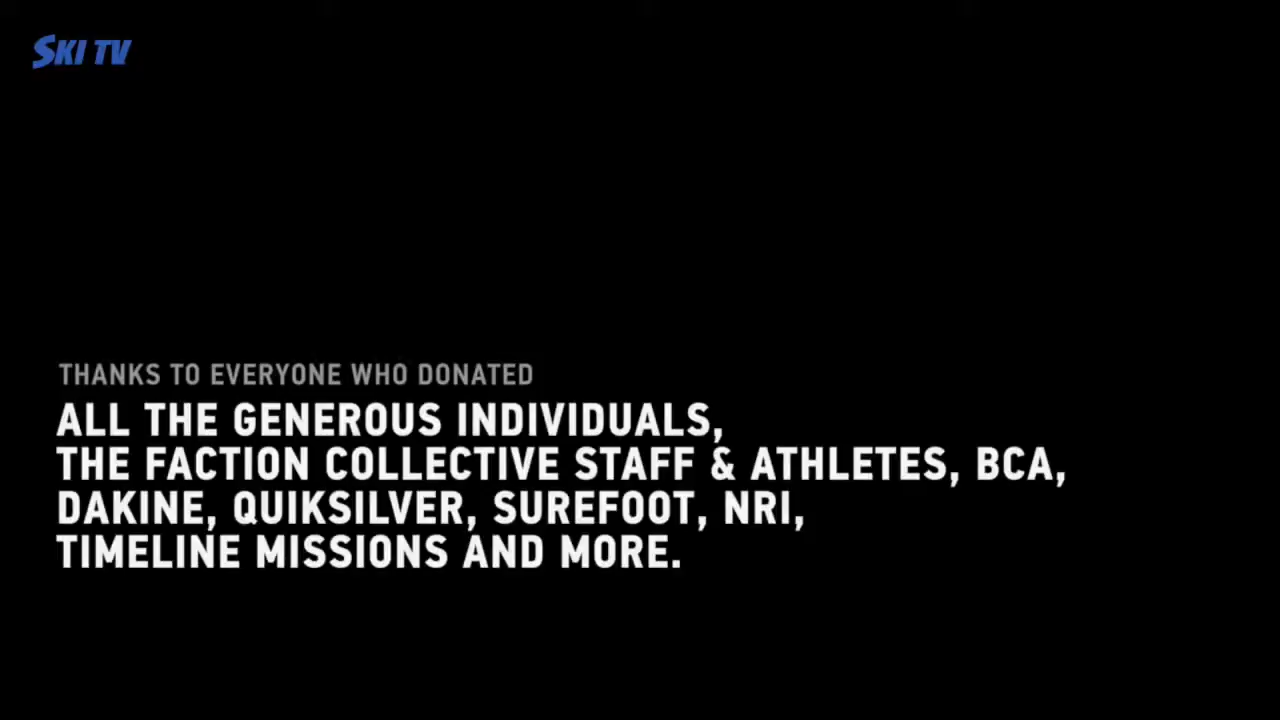 SKI TV
THANKS TO EVERYONE WHO DONATED
ALL THE GENEROUS INDIVIDUALS,
THE FACTION COLLECTIVE STAFF & ATHLETES, BCA,
DAKINE, QUIKSILVER, SUREFOOT, NRI,
TIMELINE MISSIONS AND MORE.